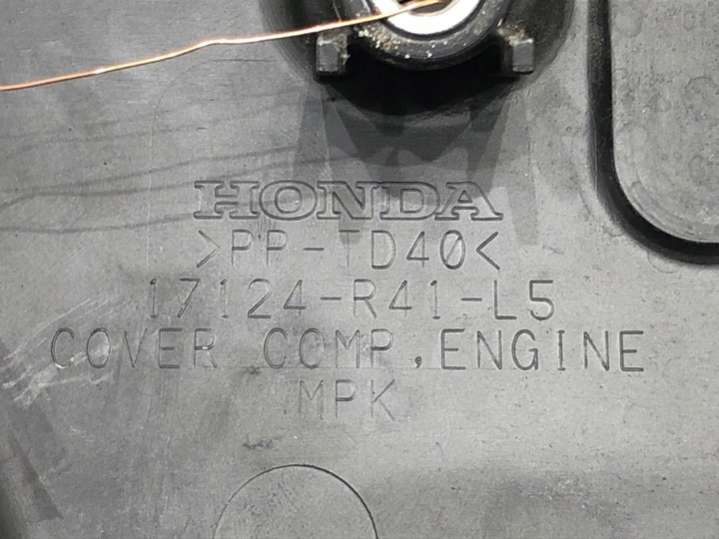 HONDA
>PP-TD40<
17124-R41-L5
COVER COMP,ENGINE
MPK